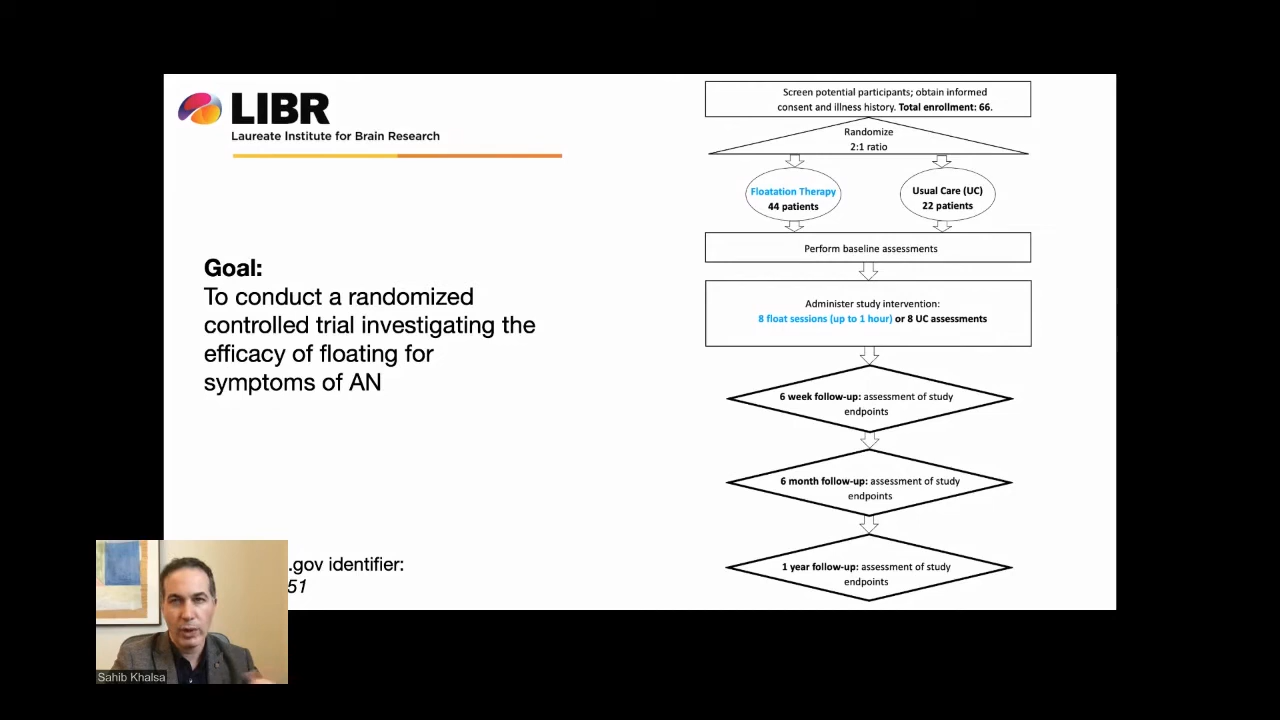 LIBR
Laureate Institute for Brain Research
Goal:
To conduct a randomized
controlled trial investigating the
efficacy of floating for
symptoms of AN
.gov identifier:
51
Screen potential participants; obtain informed
consent and illness history. Total enrollment: 66.
Randomize
2:1 ratio
Floatation Therapy
44 patients
Usual Care (UC)
22 patients
Perform baseline assessments
Administer study intervention:
8 float sessions (up to 1 hour) or 8 UC assessments
6 week follow-up: assessment of study
endpoints
6 month follow-up: assessment of study
endpoints
1 year follow-up: assessment of study
endpoints
Sahib Khalsa